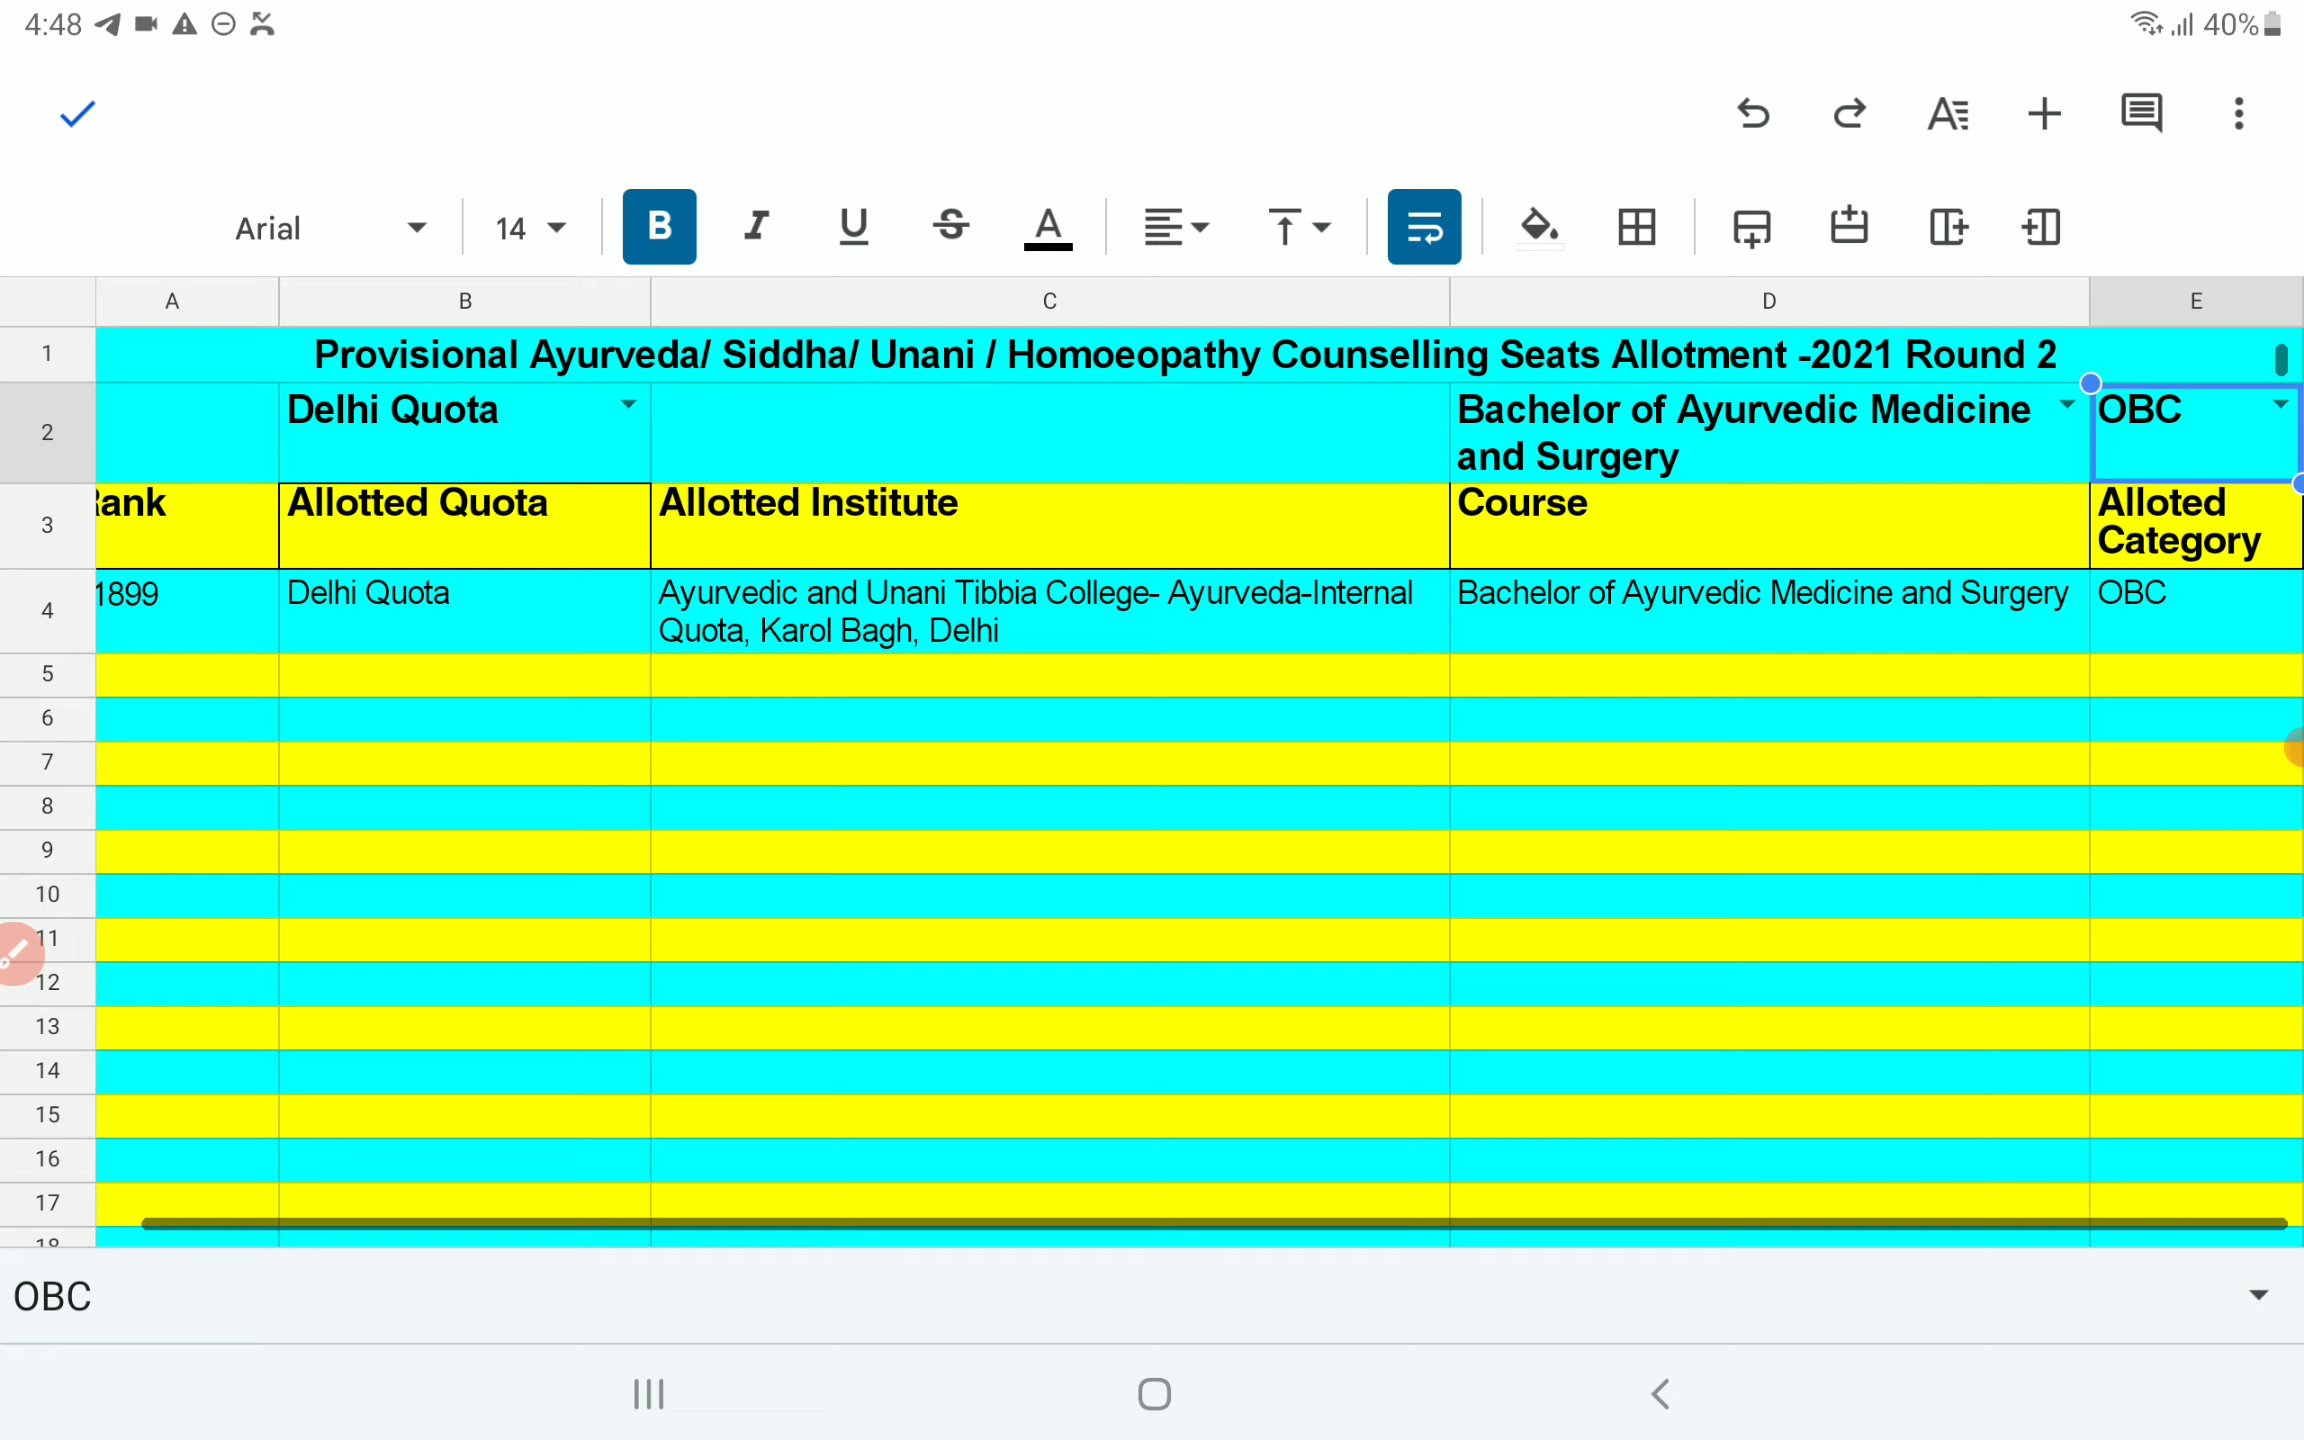 4:48 40%
Arial 14 B I U S A
A B C D E
1 Provisional Ayurveda/ Siddha/ Unani / Homoeopathy Counselling Seats Allotment -2021 Round 2
2 Delhi Quota Bachelor of Ayurvedic Medicine OBC
and Surgery
3 Rank Allotted Quota Allotted Institute Course Alloted
Category
4 1899 Delhi Quota Ayurvedic and Unani Tibbia College- Ayurveda-Internal Bachelor of Ayurvedic Medicine and Surgery OBC
Quota, Karol Bagh, Delhi
5
6
7
8
9
10
11
12
13
14
15
16
17
18
OBC